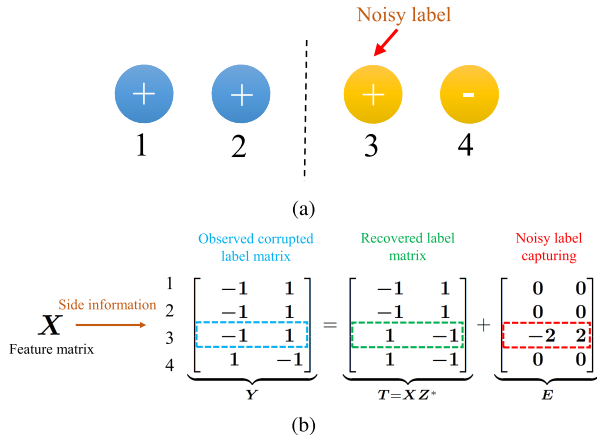 Noisy label
+ + + -
1 2 3 4
(a)
Observed corrupted label matrix
Recovered label matrix
Noisy label capturing
Side information
X
Feature matrix
1 [ −1 1 ] [ −1 1 ] [ 0 0 ]
2 [ −1 1 ] [ −1 1 ] [ 0 0 ]
3 [ −1 1 ] = [ 1 −1 ] + [ −2 2 ]
4 [ 1 −1 ] [ 1 −1 ] [ 0 0 ]
Y T=XZ* E
(b)